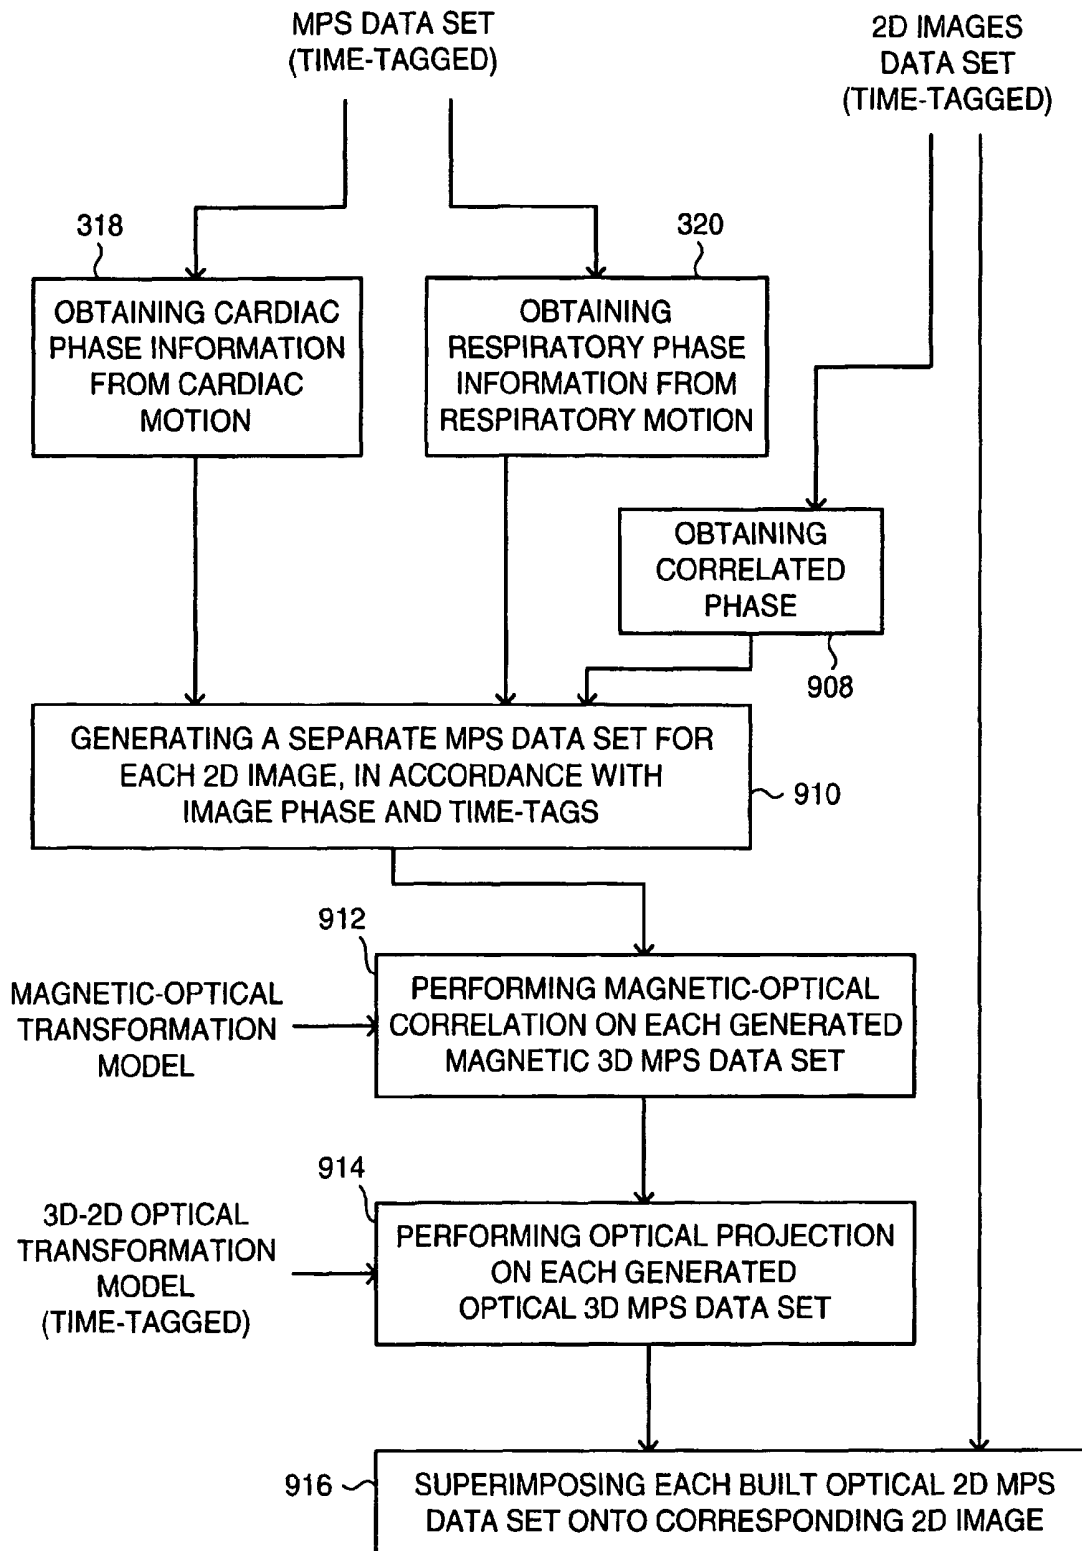 MPS DATA SET
(TIME-TAGGED)
2D IMAGES
DATA SET
(TIME-TAGGED)
318
320
OBTAINING CARDIAC
PHASE INFORMATION
FROM CARDIAC
MOTION
OBTAINING
RESPIRATORY PHASE
INFORMATION FROM
RESPIRATORY MOTION
OBTAINING
CORRELATED
PHASE
908
GENERATING A SEPARATE MPS DATA SET FOR
EACH 2D IMAGE, IN ACCORDANCE WITH
IMAGE PHASE AND TIME-TAGS
910
912
MAGNETIC-OPTICAL
TRANSFORMATION
MODEL
PERFORMING MAGNETIC-OPTICAL
CORRELATION ON EACH GENERATED
MAGNETIC 3D MPS DATA SET
914
3D-2D OPTICAL
TRANSFORMATION
MODEL
(TIME-TAGGED)
PERFORMING OPTICAL PROJECTION
ON EACH GENERATED
OPTICAL 3D MPS DATA SET
916
SUPERIMPOSING EACH BUILT OPTICAL 2D MPS
DATA SET ONTO CORRESPONDING 2D IMAGE